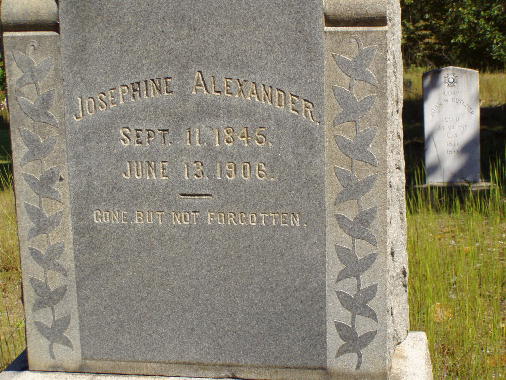 JOSEPHINE ALEXANDER.
SEPT. 11. 1845.
JUNE 13. 1906.
GONE, BUT NOT FORGOTTEN.